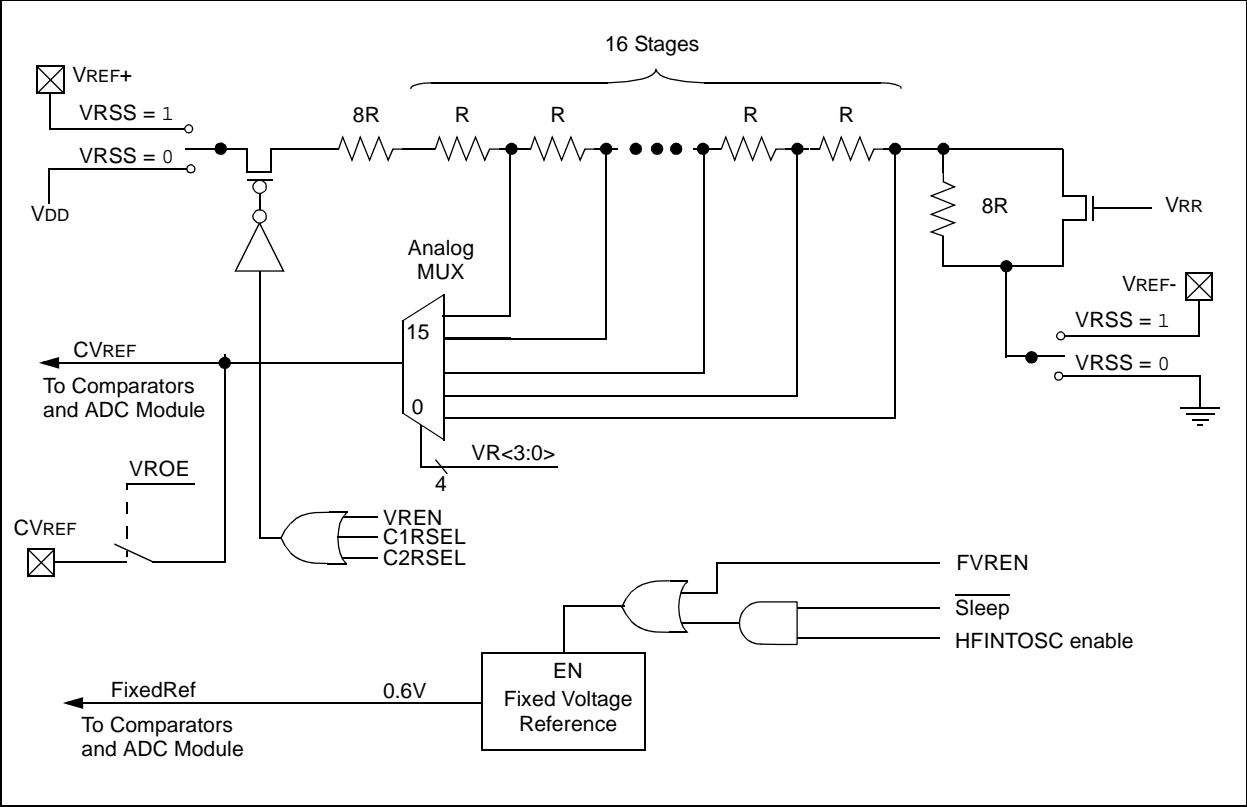 16 Stages
VREF+
VRSS = 1
8R
R
R
R
R
VRSS = 0
VDD
8R
VRR
Analog
MUX
VREF-
15
VRSS = 1
CVREF
VRSS = 0
To Comparators
and ADC Module
0
VR<3:0>
4
VROE
CVREF
VREN
C1RSEL
C2RSEL
FVREN
Sleep
HFINTOSC enable
EN
Fixed Voltage
Reference
FixedRef
0.6V
To Comparators
and ADC Module